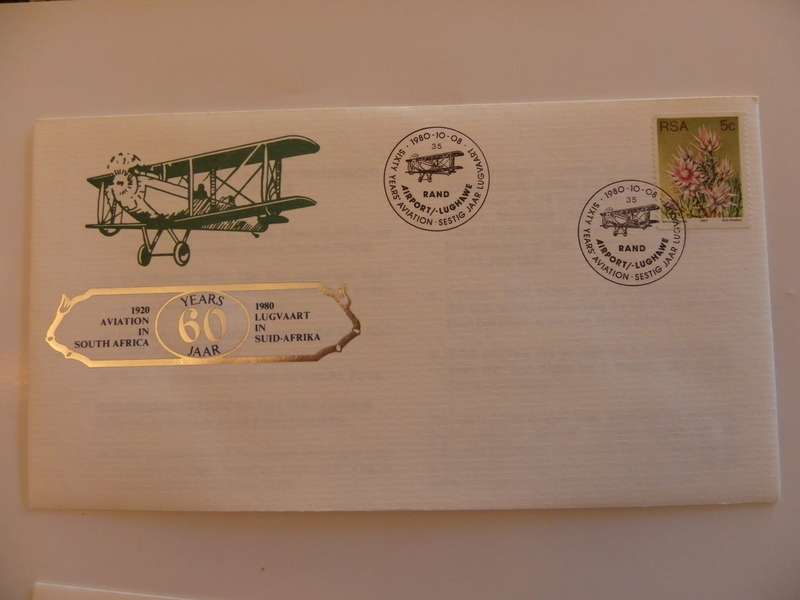 1920
AVIATION
IN
SOUTH AFRICA
YEARS
60
JAAR
1980
LUGVAART
IN
SUID-AFRIKA
· 1980-10-08 ·
35
RAND
AIRPORT/-LUGHAWE
SIXTY YEARS' AVIATION · SESTIG JAAR LUGVAART
RSA 5c
· 1980-10-08
35
RAND
AIRPORT/-LUGHAWE
SIXTY YEARS' AVIATION · SESTIG JAAR LUGVAART